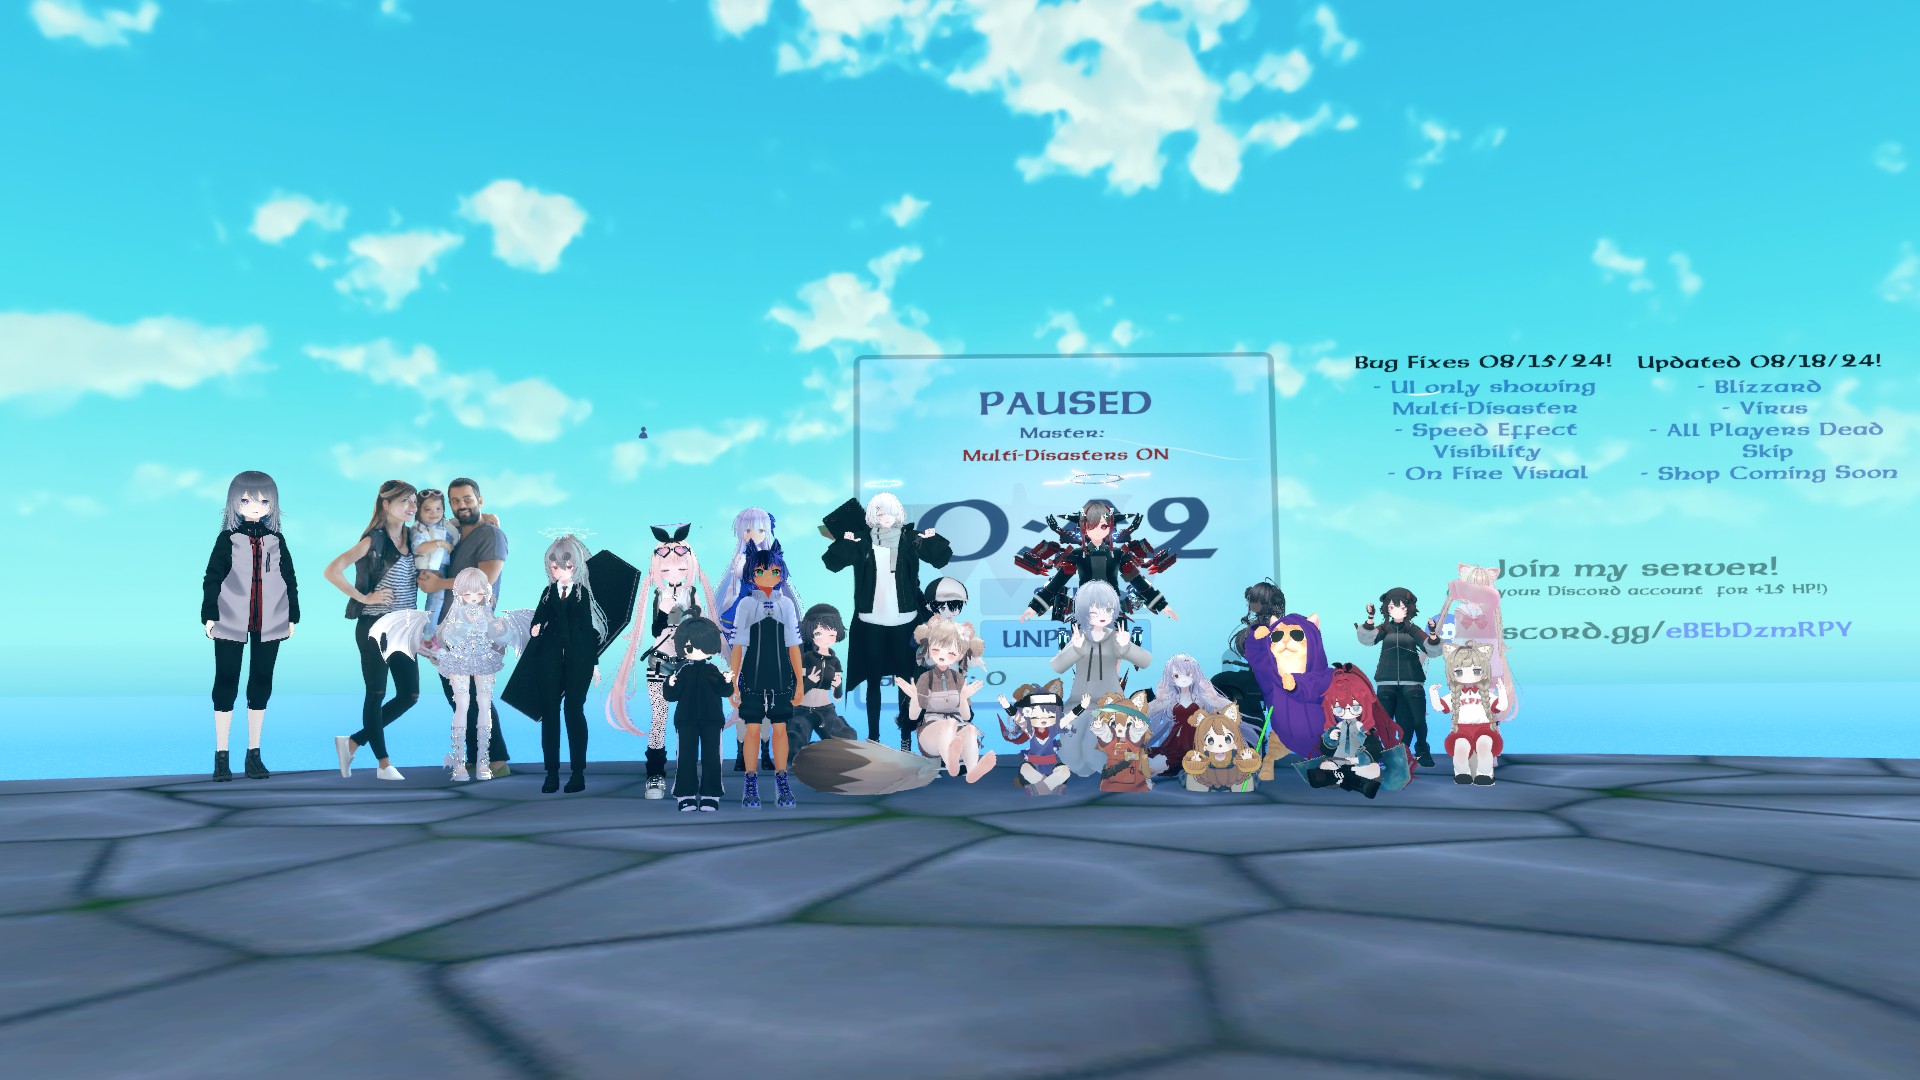 PAUSED
Master:
Multi-Disasters ON
Bug Fixes 08/15/24!
- UI only showing
Multi-Disaster
- Speed Effect
Visibility
- On Fire Visual
Updated 08/18/24!
- Blizzard
- Virus
- All Players Dead
Skip
- Shop Coming Soon
Join my server!
your Discord account for +15 HP!)
scord.gg/eBEbDzmRPY